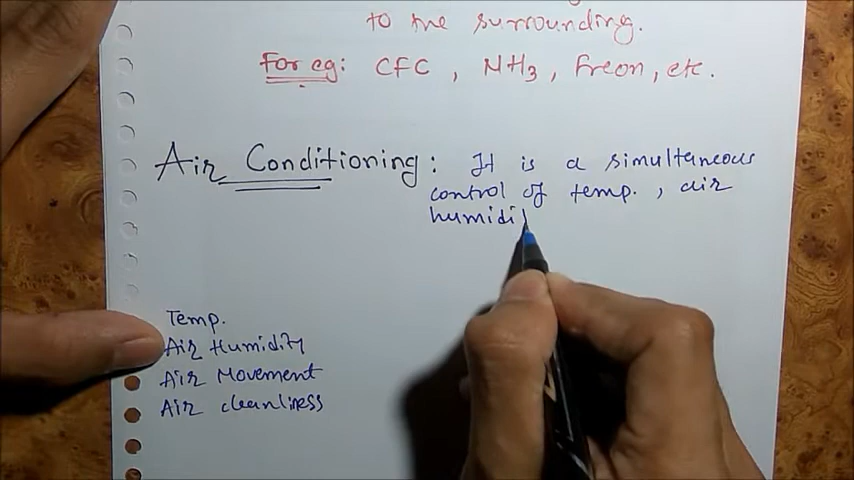 to the surrounding.
For eg: CFC, NH3, Freon, etc.
Air Conditioning: It is a simultaneous
control of temp., air
humidi
Temp.
Air Humidity
Air Movement
Air cleanliness